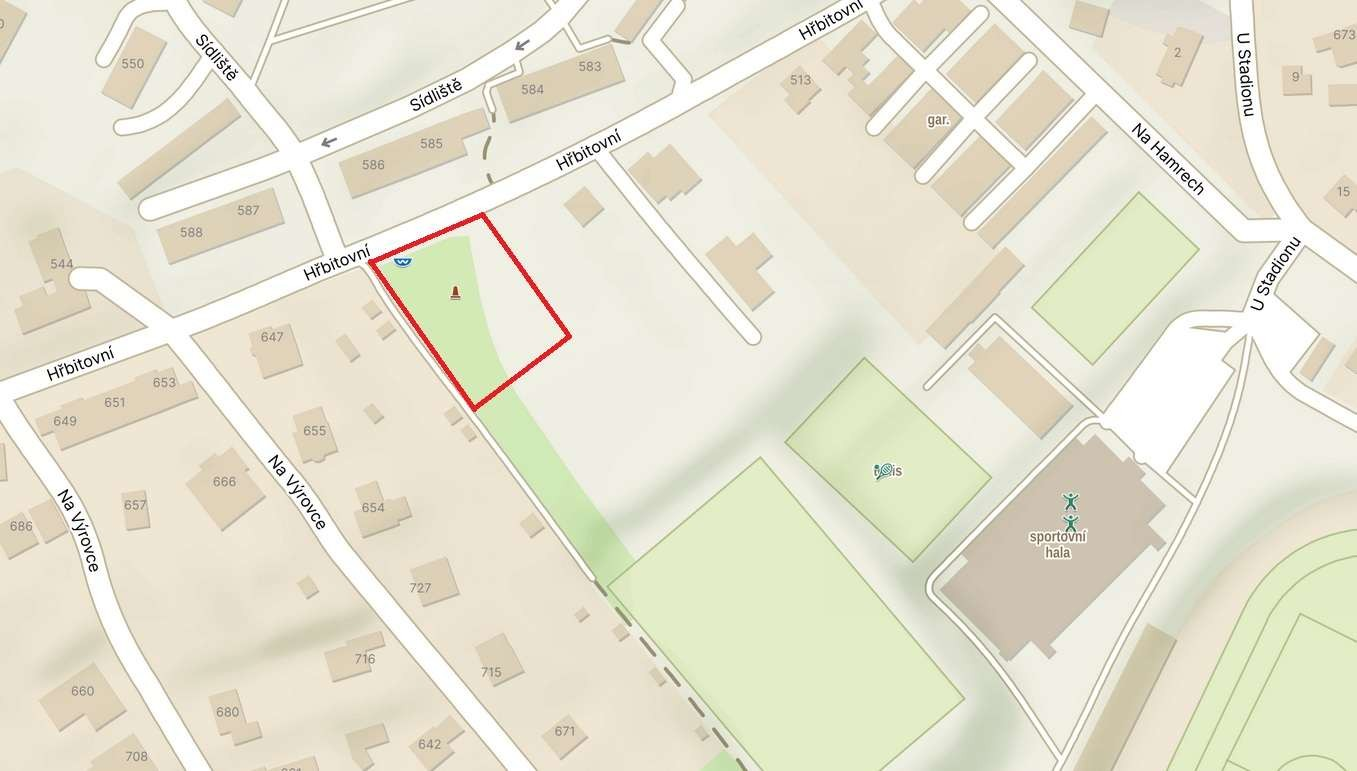 Hřbitovní
U Stadionu
673
2
9
550
Sídliště
583
584
Sídliště
513
gar.
585
586
Hřbitovní
Na Hamrech
15
587
588
544
Hřbitovní
U Stadionu
647
Hřbitovní
653
651
649
655
666
657
686
Na Výrovce
Na Výrovce
654
sportovní
hala
727
716
715
660
680
671
642
708